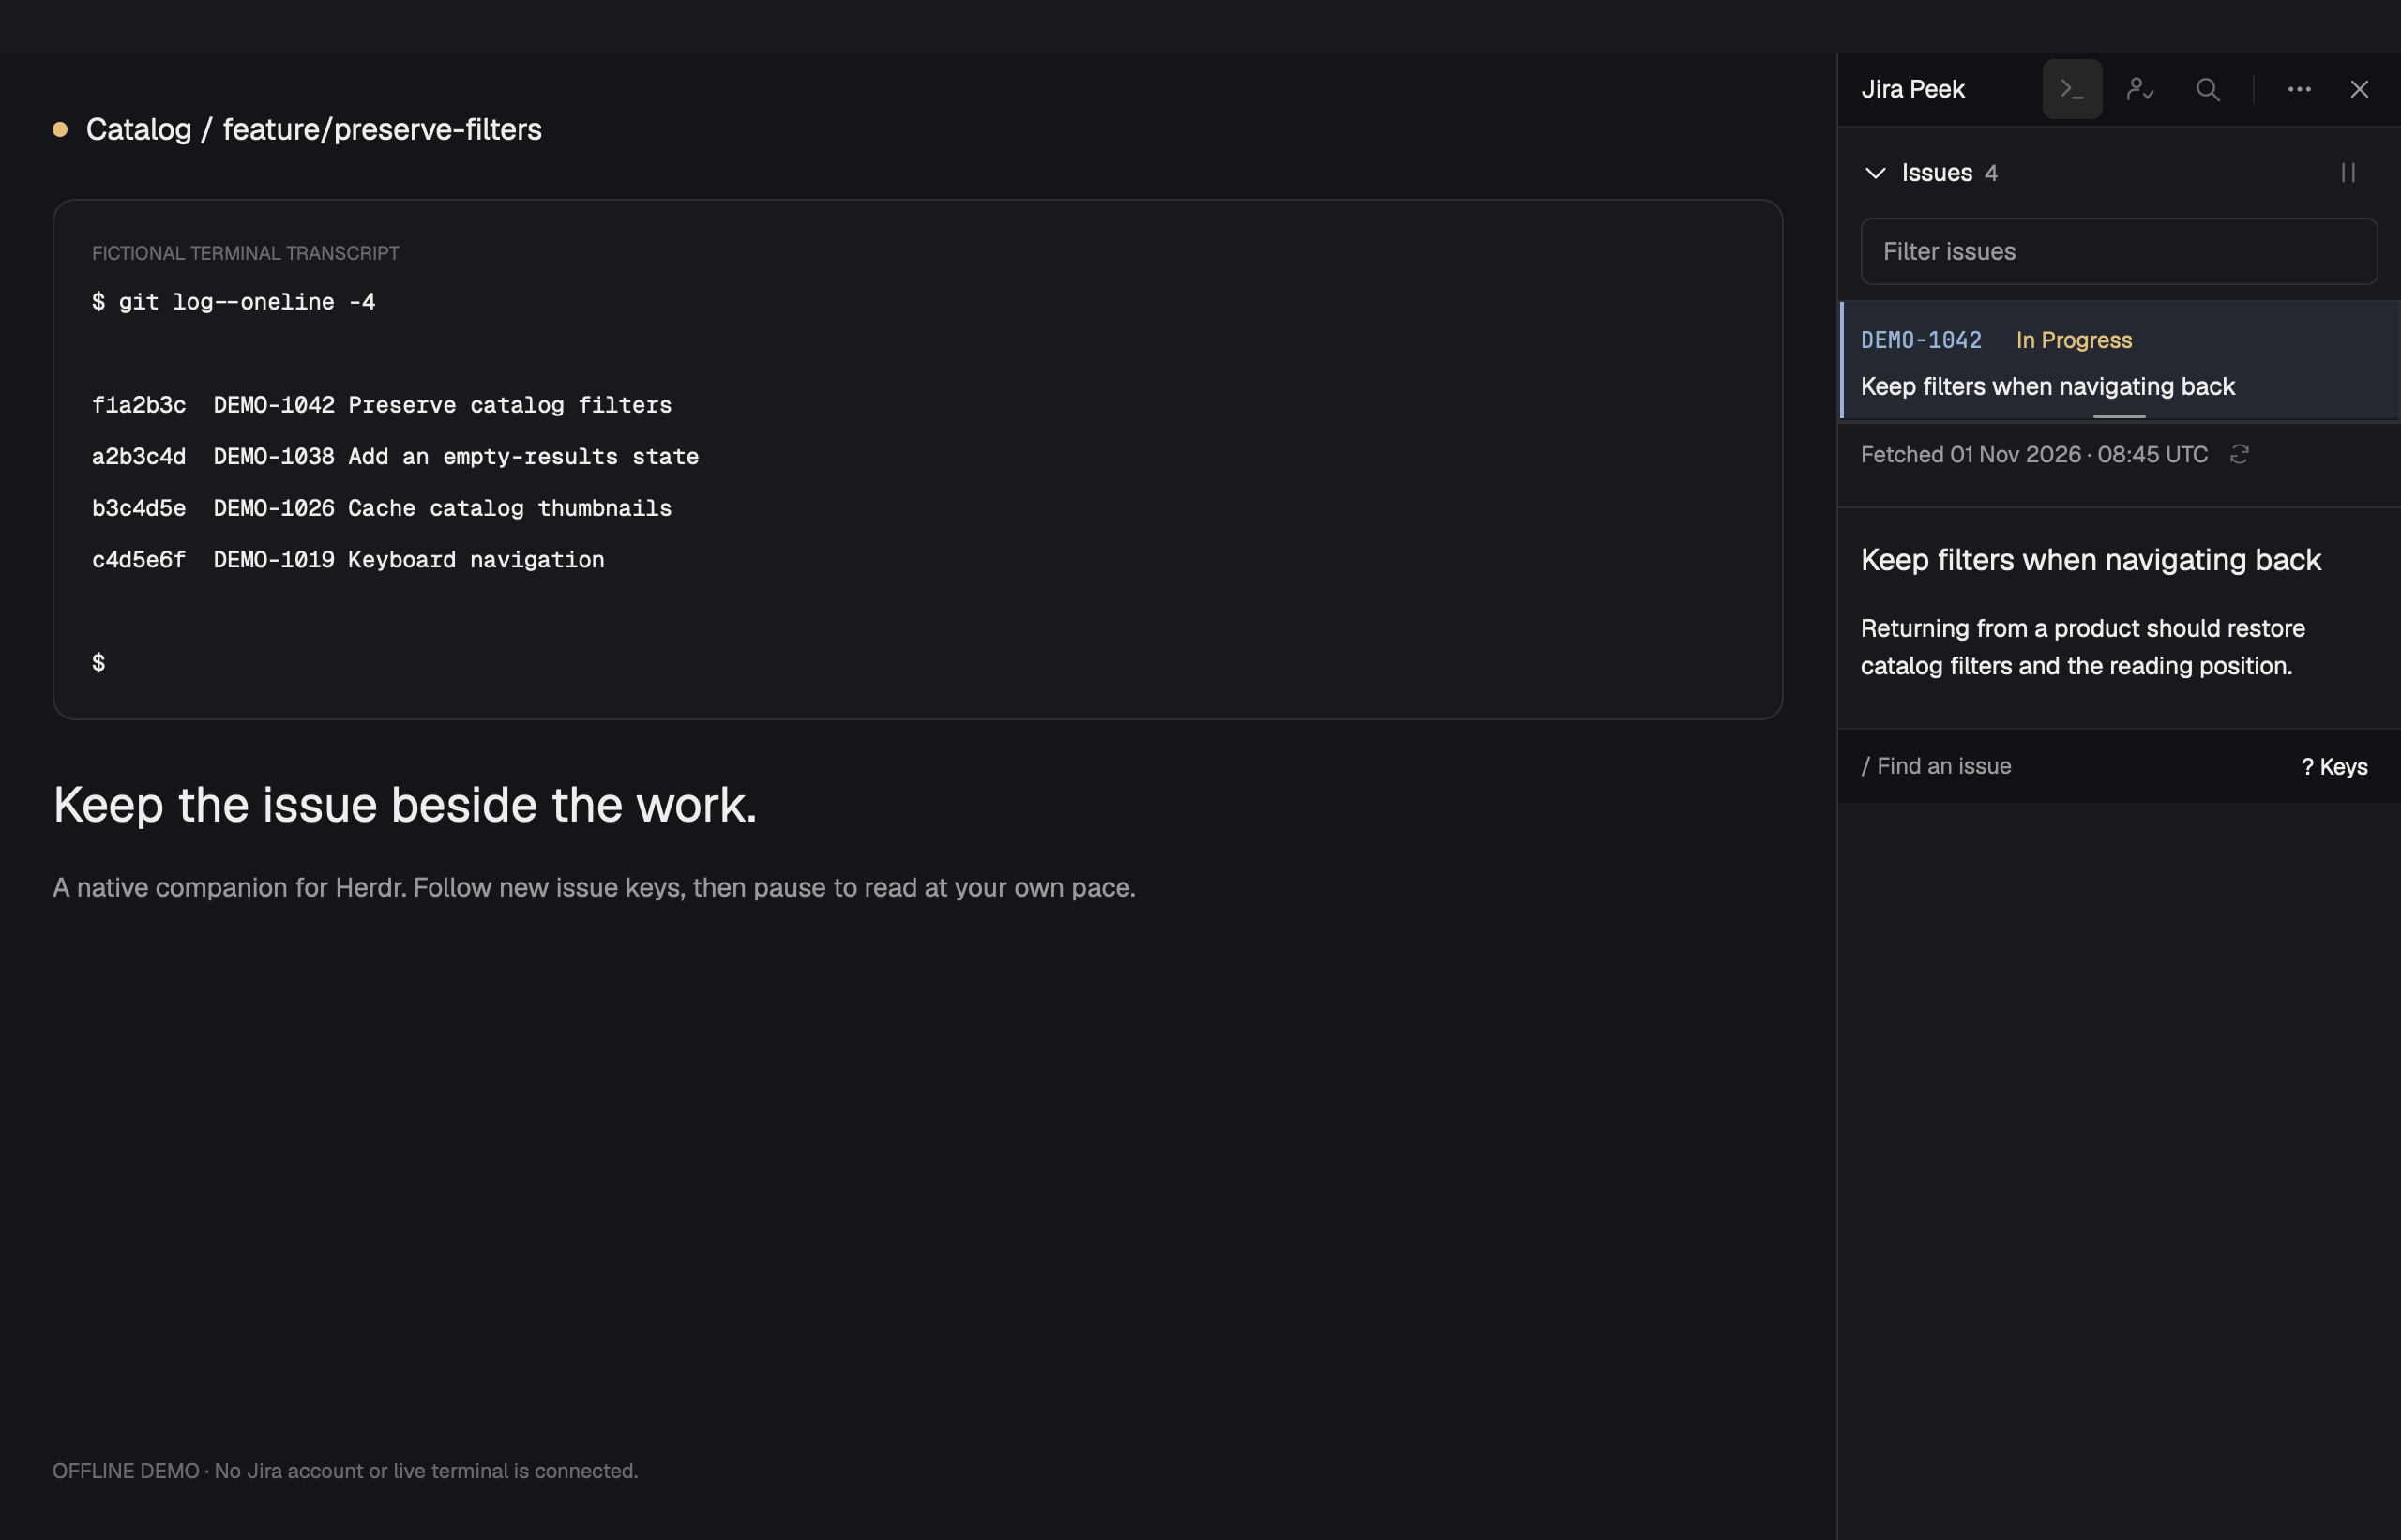 Catalog / feature/preserve-filters
FICTIONAL TERMINAL TRANSCRIPT
$ git log--oneline -4
f1a2b3c  DEMO-1042 Preserve catalog filters
a2b3c4d  DEMO-1038 Add an empty-results state
b3c4d5e  DEMO-1026 Cache catalog thumbnails
c4d5e6f  DEMO-1019 Keyboard navigation
$
Keep the issue beside the work.
A native companion for Herdr. Follow new issue keys, then pause to read at your own pace.
OFFLINE DEMO · No Jira account or live terminal is connected.
Jira Peek
Issues 4
Filter issues
DEMO-1042 In Progress
Keep filters when navigating back
Fetched 01 Nov 2026 · 08:45 UTC
Keep filters when navigating back
Returning from a product should restore
catalog filters and the reading position.
/ Find an issue ? Keys